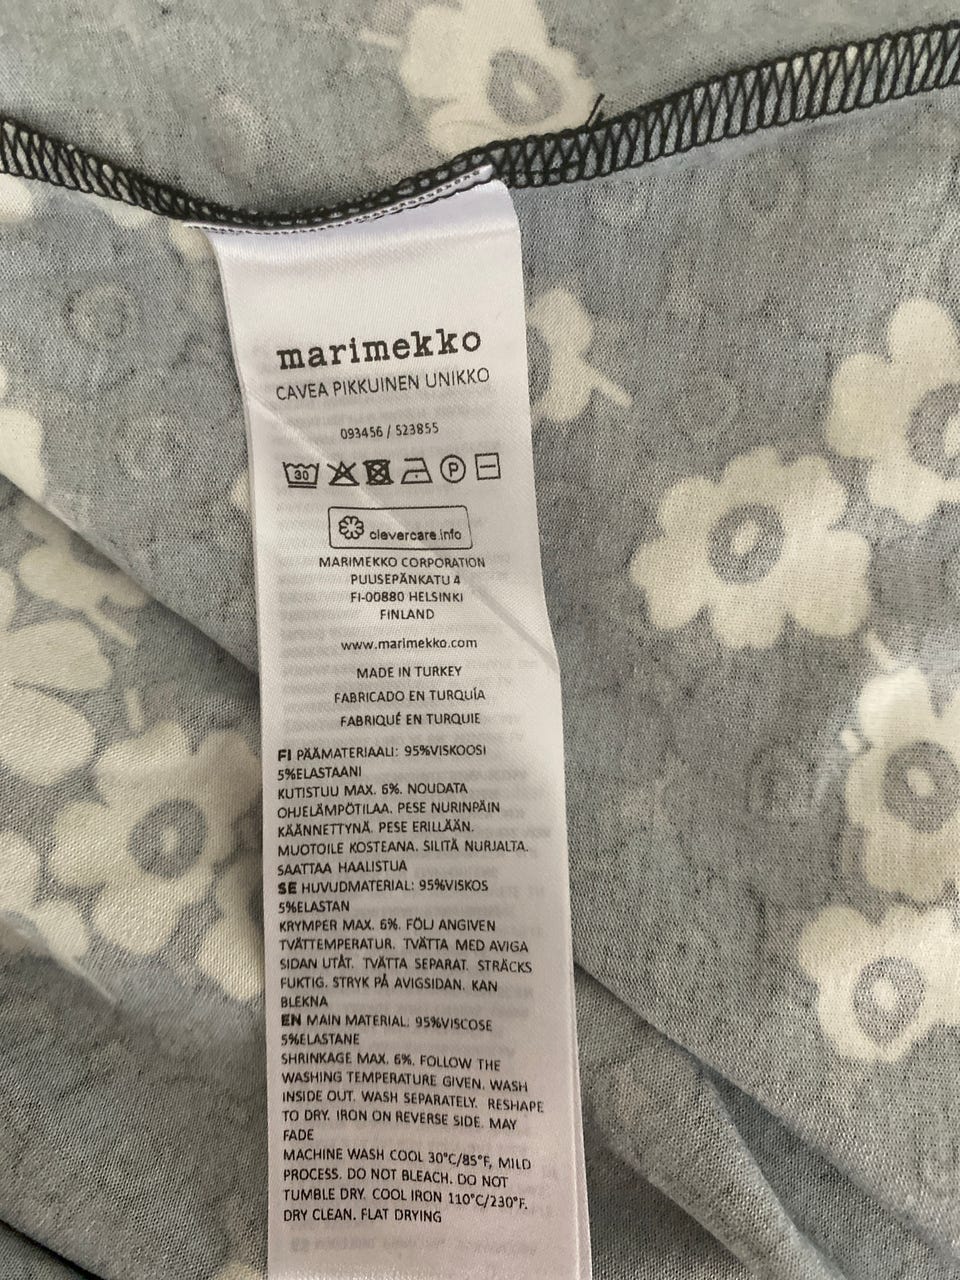 marimekko
CAVEA PIKKUINEN UNIKKO
093456 / 523855
30 P
clevercare.info
MARIMEKKO CORPORATION
PUUSEPÄNKATU 4
FI-00880 HELSINKI
FINLAND
www.marimekko.com
MADE IN TURKEY
FABRICADO EN TURQUÍA
FABRIQUÉ EN TURQUIE
FI PÄÄMATERIAALI: 95%VISKOOSI
5%ELASTAANI
KUTISTUU MAX. 6%. NOUDATA
OHJELÄMPÖTILAA. PESE NURINPÄIN
KÄÄNNETTYNÄ. PESE ERILLÄÄN.
MUOTOILE KOSTEANA. SILITÄ NURJALTA.
SAATTAA HAALISTUA
SE HUVUDMATERIAL: 95%VISKOS
5%ELASTAN
KRYMPER MAX. 6%. FÖLJ ANGIVEN
TVÄTTEMPERATUR. TVÄTTA MED AVIGA
SIDAN UTÅT. TVÄTTA SEPARAT. STRÄCKS
FUKTIG. STRYK PÅ AVIGSIDAN. KAN
BLEKNA
EN MAIN MATERIAL: 95%VISCOSE
5%ELASTANE
SHRINKAGE MAX. 6%. FOLLOW THE
WASHING TEMPERATURE GIVEN. WASH
INSIDE OUT. WASH SEPARATELY. RESHAPE
TO DRY. IRON ON REVERSE SIDE. MAY
FADE
MACHINE WASH COOL 30°C/85°F, MILD
PROCESS. DO NOT BLEACH. DO NOT
TUMBLE DRY. COOL IRON 110°C/230°F.
DRY CLEAN. FLAT DRYING